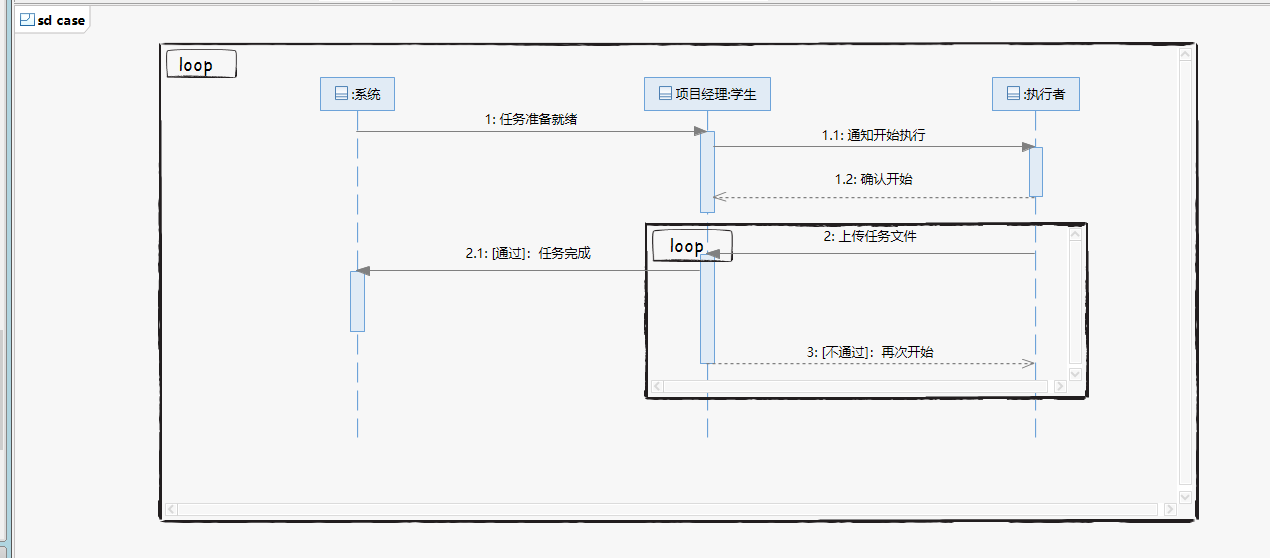 sd case
loop
:系统
项目经理:学生
:执行者
1: 任务准备就绪
1.1: 通知开始执行
1.2: 确认开始
loop
2: 上传任务文件
2.1: [通过]：任务完成
3: [不通过]：再次开始